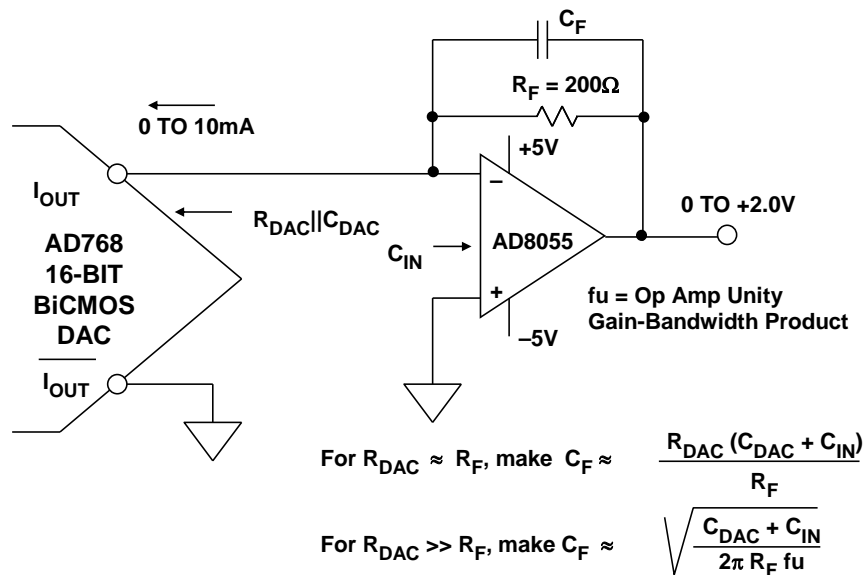 C_F
R_F = 200Ω
0 TO 10mA
+5V
I_OUT
–
0 TO +2.0V
R_DAC||C_DAC
AD768
16-BIT
BiCMOS
DAC
C_IN
AD8055
+
fu = Op Amp Unity
Gain-Bandwidth Product
–5V
I_OUT
For R_DAC ≈ R_F, make C_F ≈ R_DAC (C_DAC + C_IN) / R_F
For R_DAC >> R_F, make C_F ≈ √((C_DAC + C_IN) / (2π R_F fu))